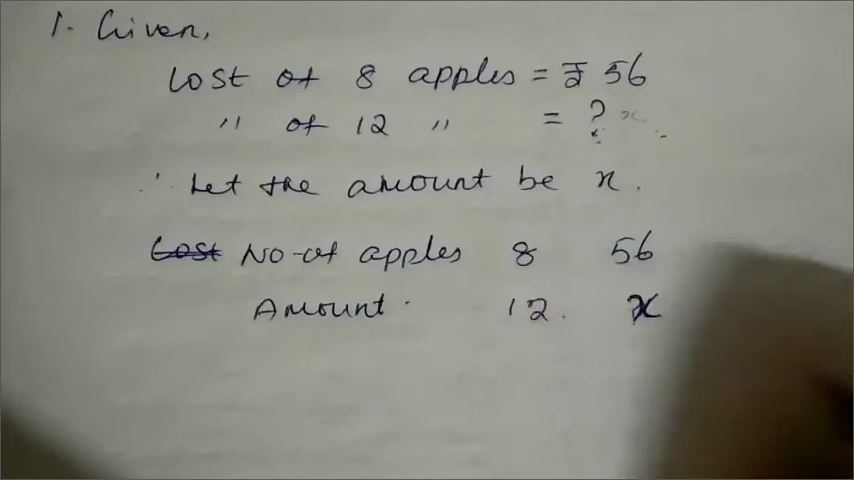 1. Given,
Cost of 8 apples = ₹ 56
" of 12 " = ? x
∴ Let the amount be x.
Cost No-of apples 8 56
Amount. 12. x